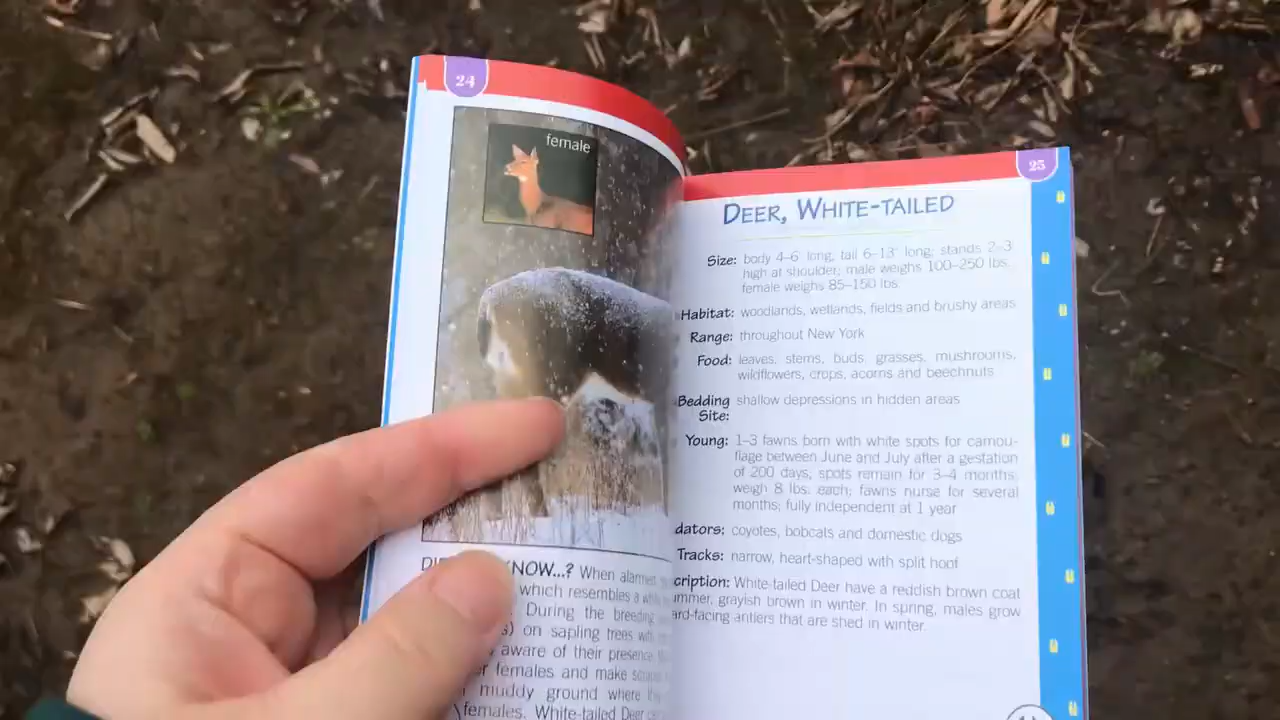 24
female
KNOW...? When alarmed
which resembles a
During the breeding
on sapling trees
aware of their presence
females and make
muddy ground where
females. White-tailed Deer
25
DEER, WHITE-TAILED
Size: body 4–6' long, tail 6–13" long; stands 2–3'
high at shoulder; male weighs 100–250 lbs.
female weighs 85–150 lbs.
Habitat: woodlands, wetlands, fields and brushy areas
Range: throughout New York
Food: leaves, stems, buds, grasses, mushrooms,
wildflowers, crops, acorns and beechnuts
Bedding Site: shallow depressions in hidden areas
Young: 1–3 fawns born with white spots for camou-
flage between June and July after a gestation
of 200 days; spots remain for 3–4 months;
weigh 8 lbs. each; fawns nurse for several
months; fully independent at 1 year
dators: coyotes, bobcats and domestic dogs
Tracks: narrow, heart-shaped with split hoof
cription: White-tailed Deer have a reddish brown coat
ummer, grayish brown in winter. In spring, males grow
ard-facing antlers that are shed in winter.